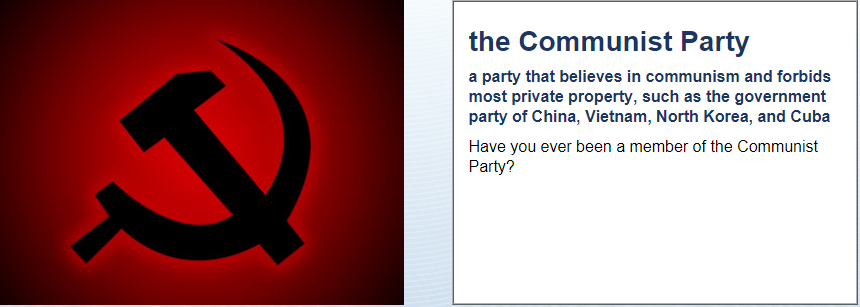 the Communist Party
a party that believes in communism and forbids
most private property, such as the government
party of China, Vietnam, North Korea, and Cuba
Have you ever been a member of the Communist
Party?